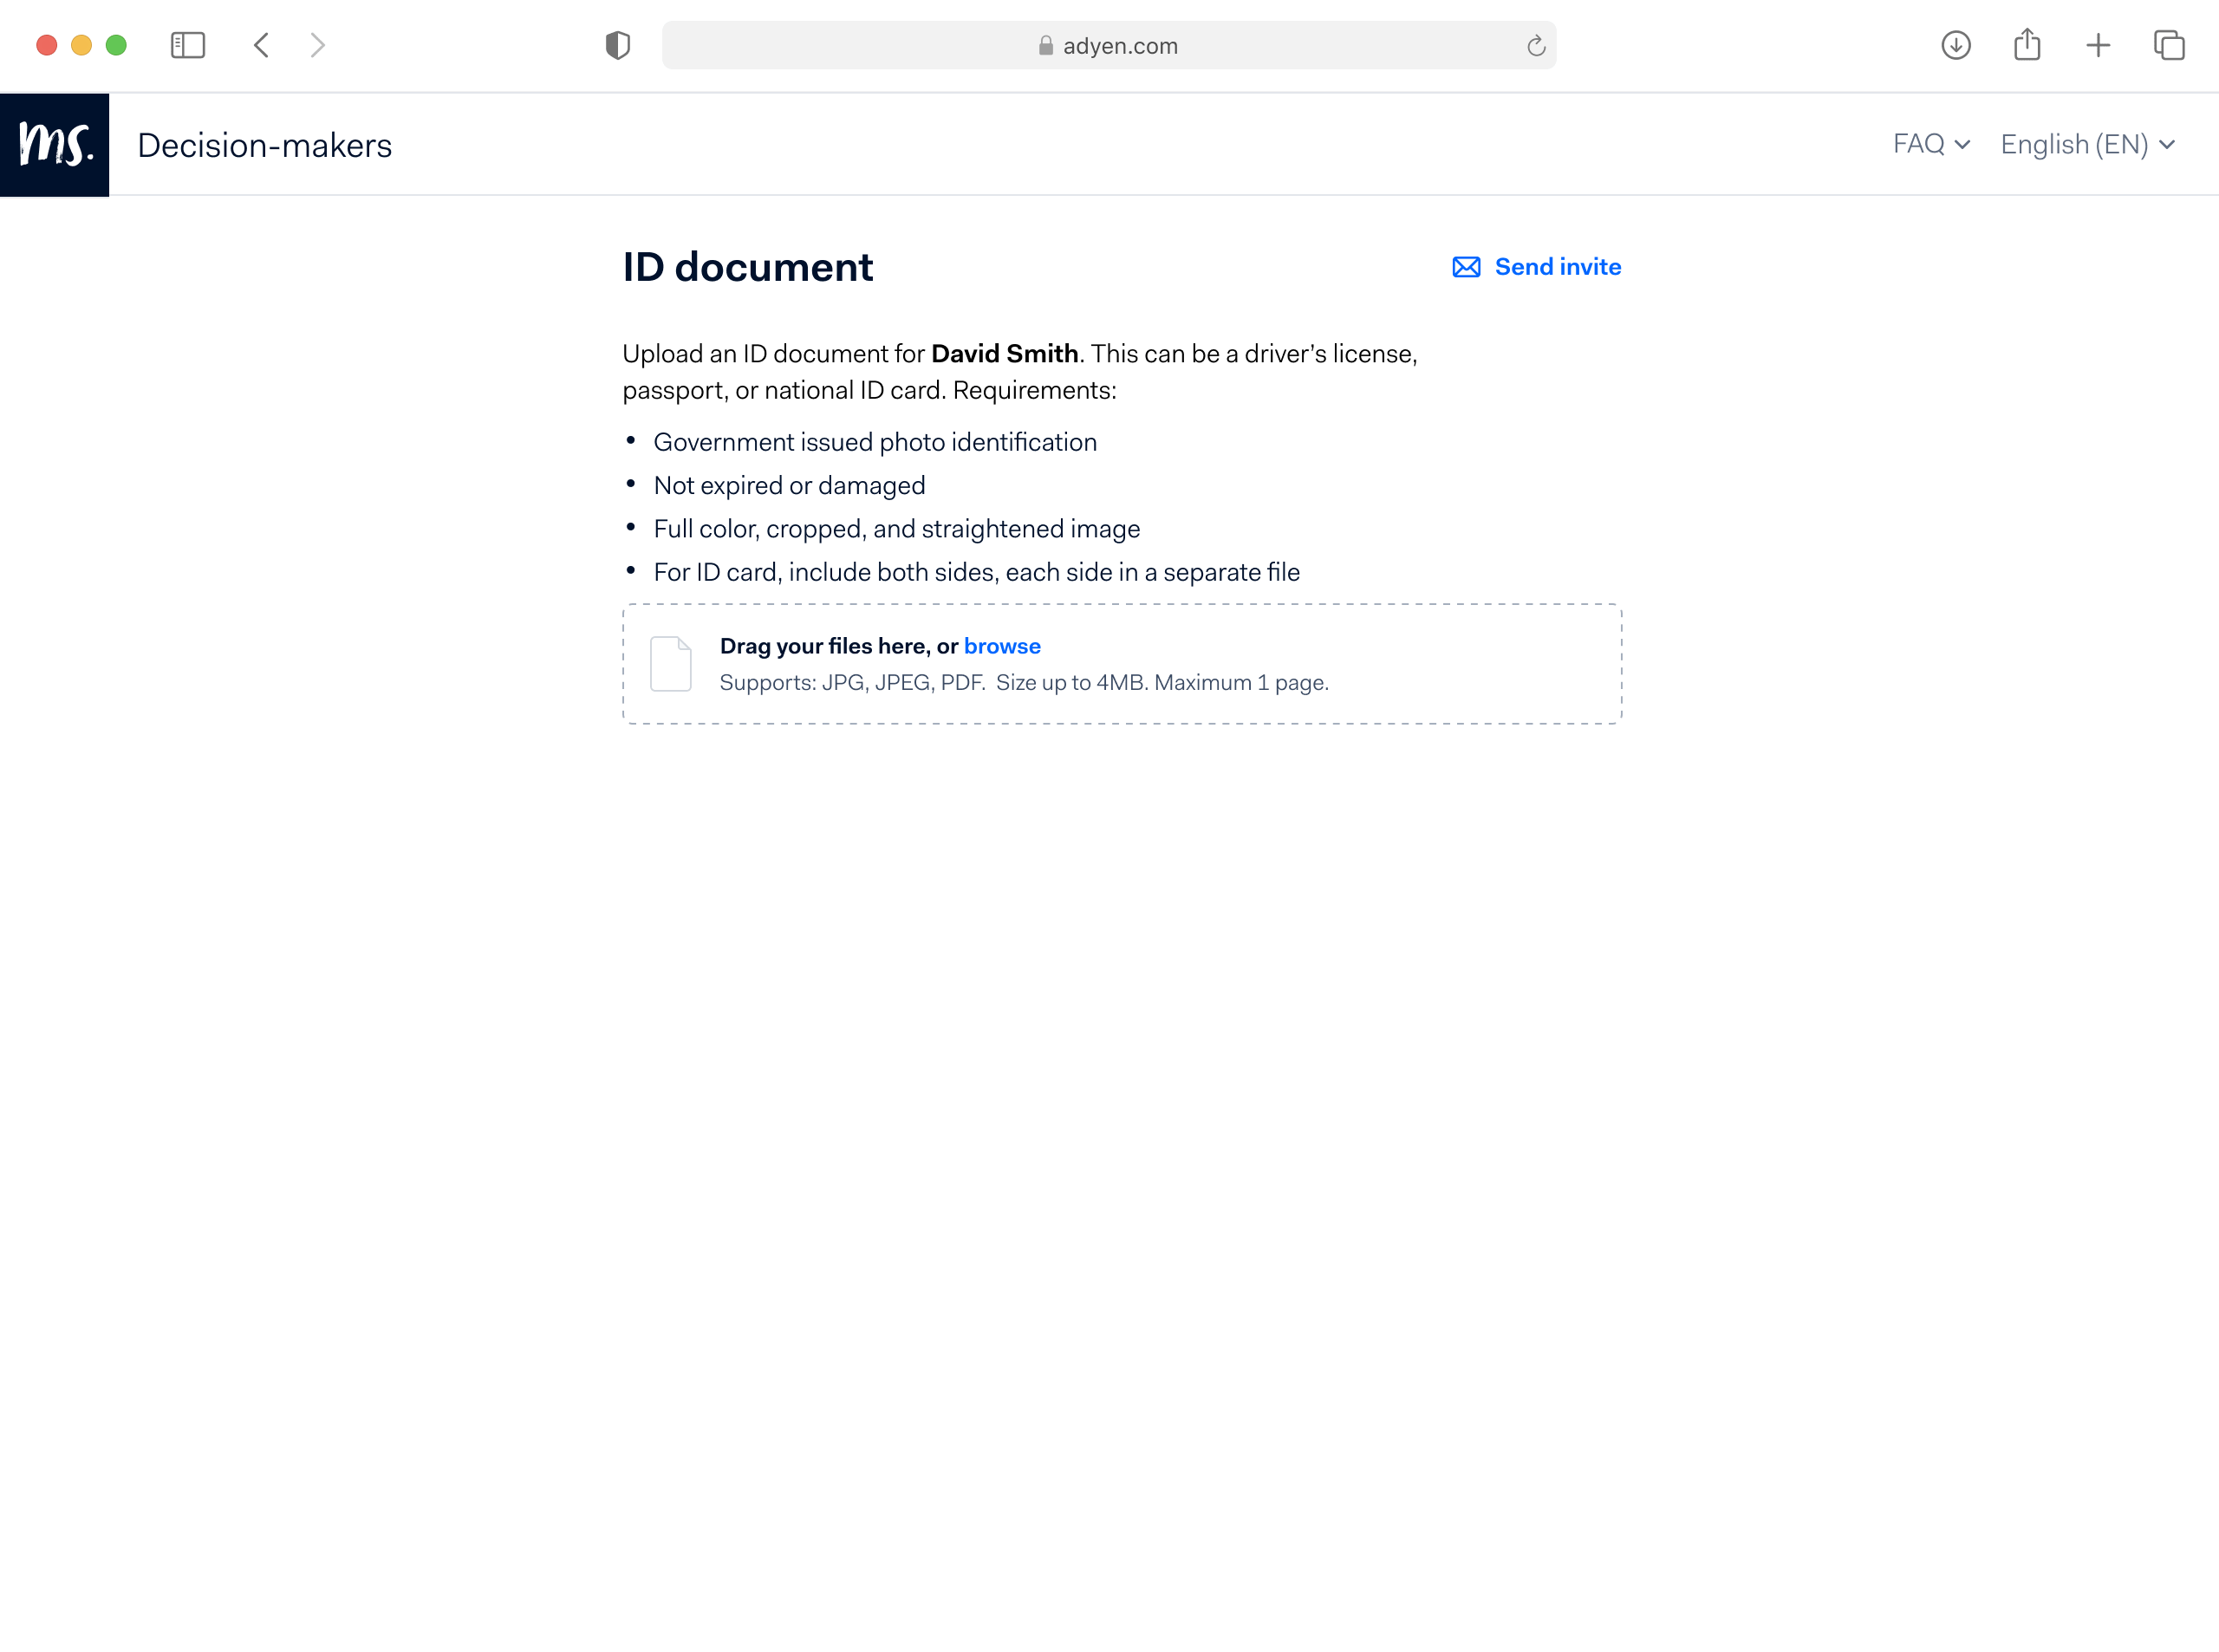 adyen.com
ms.
Decision-makers
FAQ
English (EN)
ID document
Send invite
Upload an ID document for David Smith. This can be a driver’s license,
passport, or national ID card. Requirements:
• Government issued photo identification
• Not expired or damaged
• Full color, cropped, and straightened image
• For ID card, include both sides, each side in a separate file
Drag your files here, or browse
Supports: JPG, JPEG, PDF.  Size up to 4MB. Maximum 1 page.